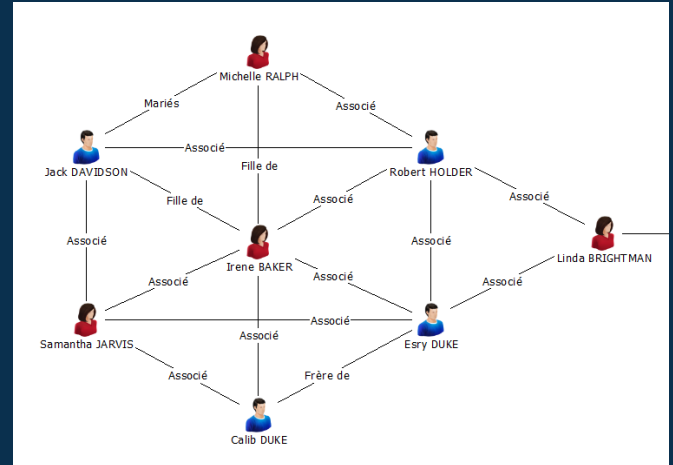 Michelle RALPH
Mariés
Associé
Associé
Jack DAVIDSON
Fille de
Robert HOLDER
Fille de
Associé
Associé
Associé
Associé
Linda BRIGHTMAN
Irene BAKER
Associé
Associé
Associé
Associé
Samantha JARVIS
Associé
Esry DUKE
Associé
Frère de
Calib DUKE